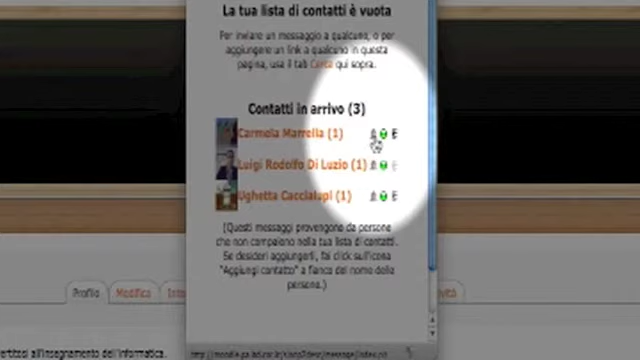 La tua lista di contatti è vuota
Per inviare un messaggio a qualcuno, o per
aggiungere un link a qualcuno in questa
pagina, usa il tab Cerca qui sopra.
Contatti in arrivo (3)
Carmela Marrella (1)
Luigi Rodolfo Di Luzio (1)
Ughetta Caccialupi (1)
(Questi messaggi provengono da persone
che non compaiono nella tua lista di contatti.
Se desideri aggiungerli, fai click sull'icona
"Aggiungi contatto" a fianco del nome delle
persone.)
Profilo
Modifica
all'insegnamento dell'informatica.